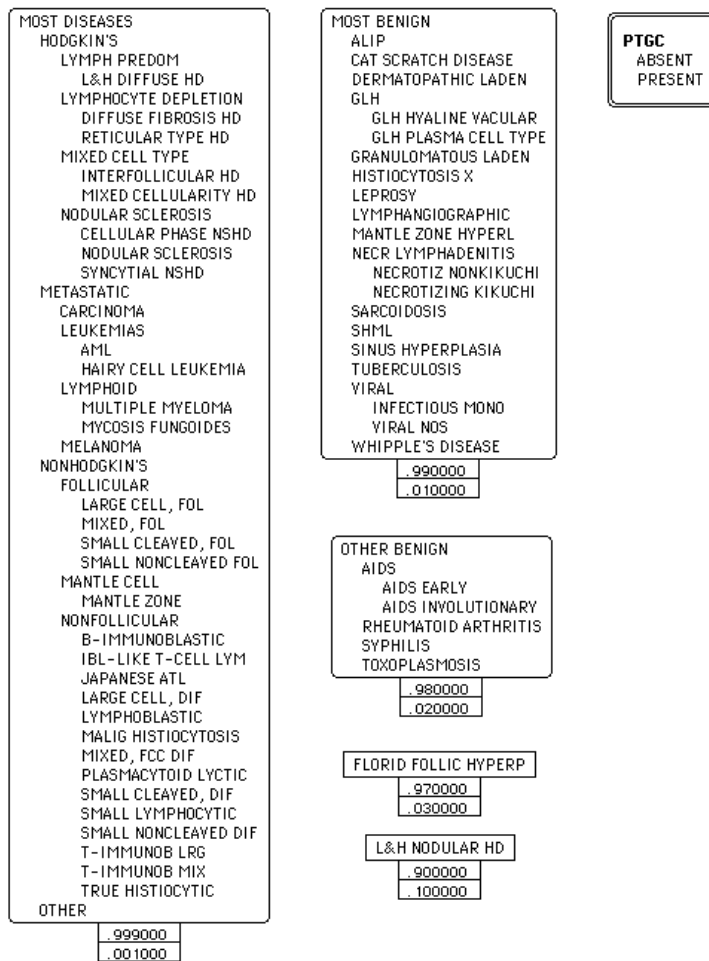 MOST DISEASES
HODGKIN'S
LYMPH PREDOM
L&H DIFFUSE HD
LYMPHOCYTE DEPLETION
DIFFUSE FIBROSIS HD
RETICULAR TYPE HD
MIXED CELL TYPE
INTERFOLLICULAR HD
MIXED CELLULARITY HD
NODULAR SCLEROSIS
CELLULAR PHASE NSHD
NODULAR SCLEROSIS
SYNCYTIAL NSHD
METASTATIC
CARCINOMA
LEUKEMIAS
AML
HAIRY CELL LEUKEMIA
LYMPHOID
MULTIPLE MYELOMA
MYCOSIS FUNGOIDES
MELANOMA
NONHODGKIN'S
FOLLICULAR
LARGE CELL, FOL
MIXED, FOL
SMALL CLEAVED, FOL
SMALL NONCLEAVED FOL
MANTLE CELL
MANTLE ZONE
NONFOLLICULAR
B-IMMUNOBLASTIC
IBL-LIKE T-CELL LYM
JAPANESE ATL
LARGE CELL, DIF
LYMPHOBLASTIC
MALIG HISTIOCYTOSIS
MIXED, FCC DIF
PLASMACYTOID LYCTIC
SMALL CLEAVED, DIF
SMALL LYMPHOCYTIC
SMALL NONCLEAVED DIF
T-IMMUNOB LRG
T-IMMUNOB MIX
TRUE HISTIOCYTIC
OTHER
.999000
.001000
MOST BENIGN
ALIP
CAT SCRATCH DISEASE
DERMATOPATHIC LADEN
GLH
GLH HYALINE VACULAR
GLH PLASMA CELL TYPE
GRANULOMATOUS LADEN
HISTIOCYTOSIS X
LEPROSY
LYMPHANGIOGRAPHIC
MANTLE ZONE HYPERL
NECR LYMPHADENITIS
NECROTIZ NONKIKUCHI
NECROTIZING KIKUCHI
SARCOIDOSIS
SHML
SINUS HYPERPLASIA
TUBERCULOSIS
VIRAL
INFECTIOUS MONO
VIRAL NOS
WHIPPLE'S DISEASE
.990000
.010000
OTHER BENIGN
AIDS
AIDS EARLY
AIDS INVOLUTIONARY
RHEUMATOID ARTHRITIS
SYPHILIS
TOXOPLASMOSIS
.980000
.020000
FLORID FOLLIC HYPERP
.970000
.030000
L&H NODULAR HD
.900000
.100000
PTGC
ABSENT
PRESENT